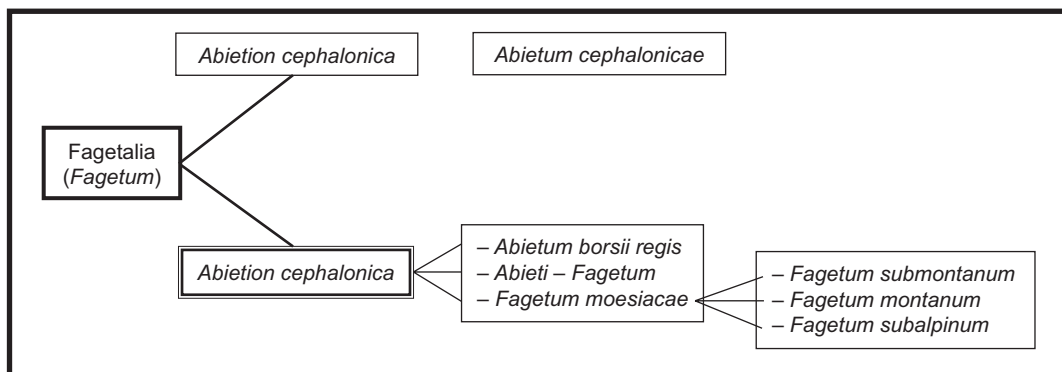 Abietion cephalonica
Abietum cephalonicae
Fagetalia
(Fagetum)
Abietion cephalonica
– Abietum borsii regis
– Abieti – Fagetum
– Fagetum moesiacae
– Fagetum submontanum
– Fagetum montanum
– Fagetum subalpinum